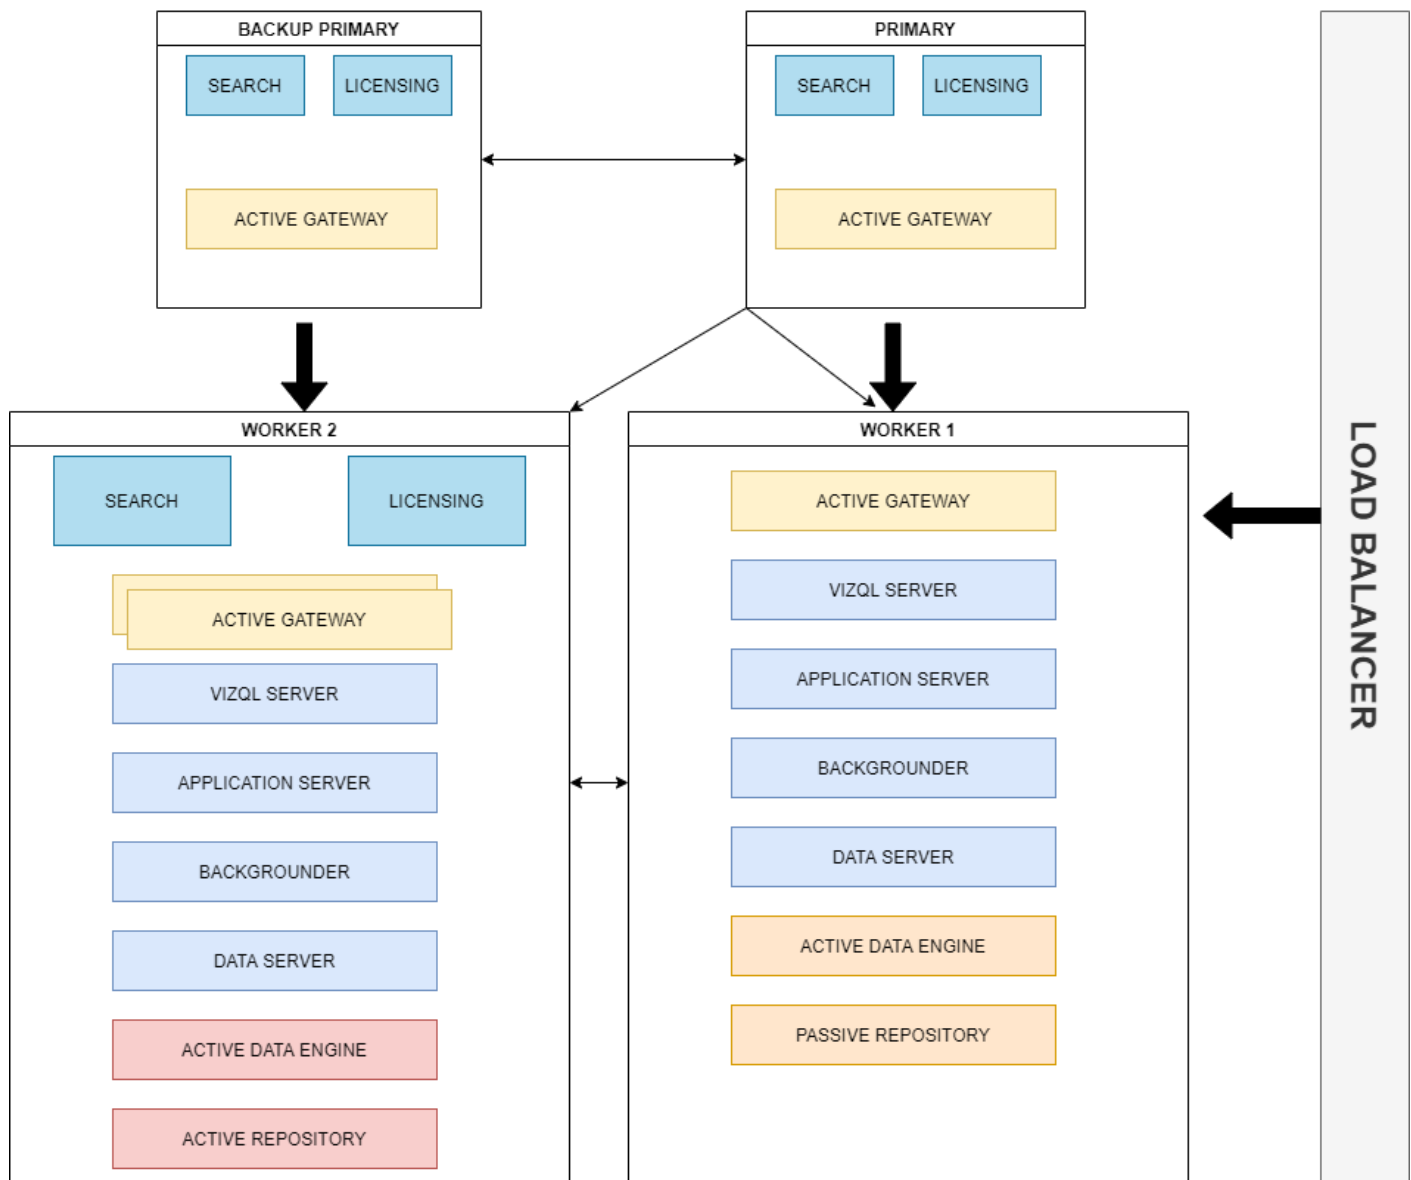 BACKUP PRIMARY
SEARCH
LICENSING
ACTIVE GATEWAY
PRIMARY
SEARCH
LICENSING
ACTIVE GATEWAY
WORKER 2
SEARCH
LICENSING
ACTIVE GATEWAY
VIZQL SERVER
APPLICATION SERVER
BACKGROUNDER
DATA SERVER
ACTIVE DATA ENGINE
ACTIVE REPOSITORY
WORKER 1
ACTIVE GATEWAY
VIZQL SERVER
APPLICATION SERVER
BACKGROUNDER
DATA SERVER
ACTIVE DATA ENGINE
PASSIVE REPOSITORY
LOAD BALANCER